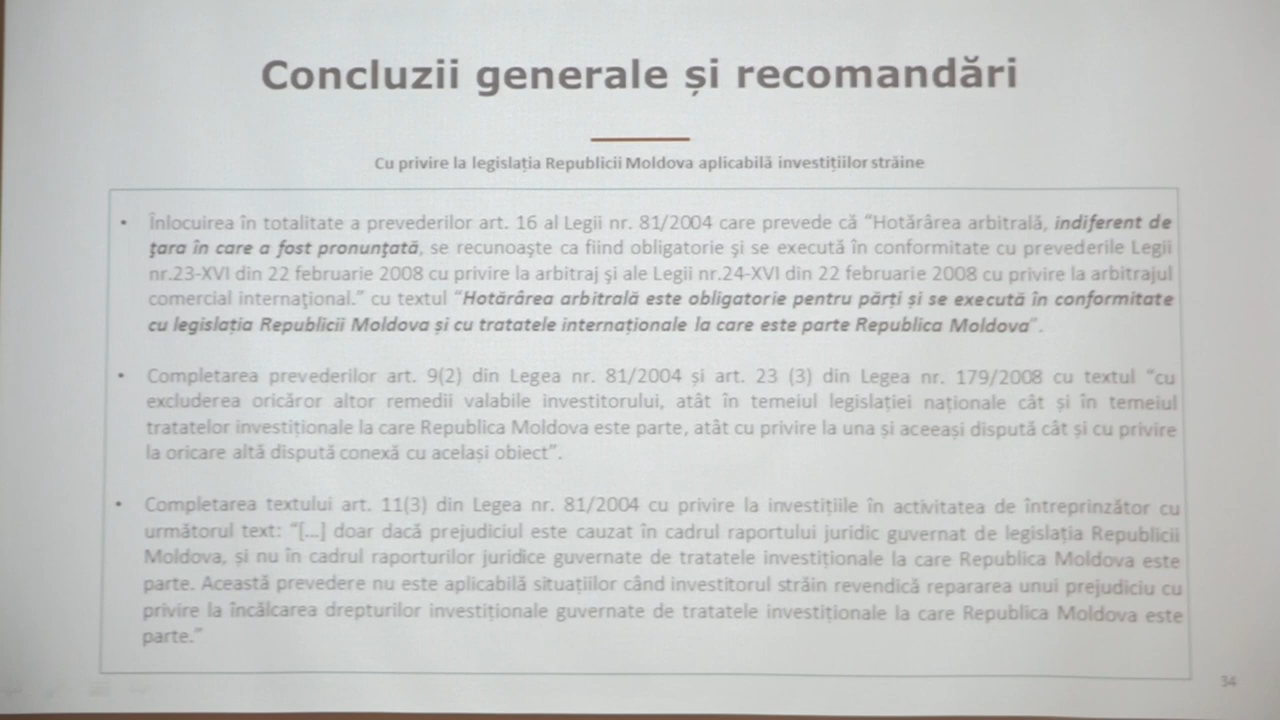 Concluzii generale și recomandări
Cu privire la legislația Republicii Moldova aplicabilă investițiilor străine
• Înlocuirea în totalitate a prevederilor art. 16 al Legii nr. 81/2004 care prevede că “Hotărârea arbitrală, indiferent de
ţara în care a fost pronunţată, se recunoaşte ca fiind obligatorie şi se execută în conformitate cu prevederile Legii
nr.23-XVI din 22 februarie 2008 cu privire la arbitraj şi ale Legii nr.24-XVI din 22 februarie 2008 cu privire la arbitrajul
comercial internaţional.” cu textul “Hotărârea arbitrală este obligatorie pentru părți și se execută în conformitate
cu legislația Republicii Moldova și cu tratatele internaționale la care este parte Republica Moldova”.
• Completarea prevederilor art. 9(2) din Legea nr. 81/2004 și art. 23 (3) din Legea nr. 179/2008 cu textul “cu
excluderea oricăror altor remedii valabile investitorului, atât în temeiul legislației naționale cât și în temeiul
tratatelor investiționale la care Republica Moldova este parte, atât cu privire la una și aceeași dispută cât și cu privire
la oricare altă dispută conexă cu același obiect”.
• Completarea textului art. 11(3) din Legea nr. 81/2004 cu privire la investițiile în activitatea de întreprinzător cu
următorul text: “[...] doar dacă prejudiciul este cauzat în cadrul raportului juridic guvernat de legislația Republicii
Moldova, și nu în cadrul raporturilor juridice guvernate de tratatele investiționale la care Republica Moldova este
parte. Această prevedere nu este aplicabilă situațiilor când investitorul străin revendică repararea unui prejudiciu cu
privire la încălcarea drepturilor investiționale guvernate de tratatele investiționale la care Republica Moldova este
parte.”
34